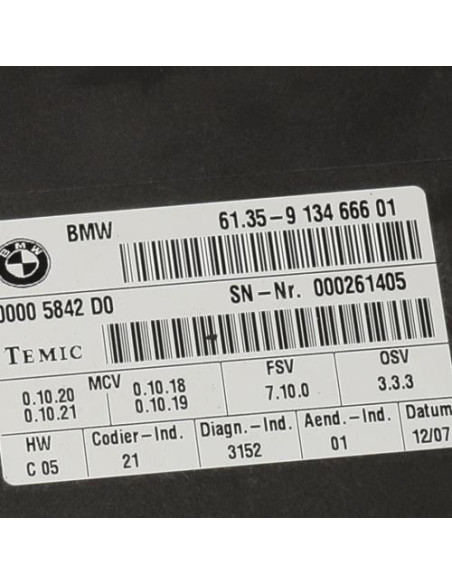 BMW
BMW 61.35-9 134 666 01
0000 5842 D0 SN-Nr. 000261405
TEMIC
0.10.20 MCV 0.10.18 FSV OSV
0.10.21 0.10.19 7.10.0 3.3.3
HW Codier-Ind. Diagn.-Ind. Aend.-Ind. Datum
C 05 21 3152 01 12/07